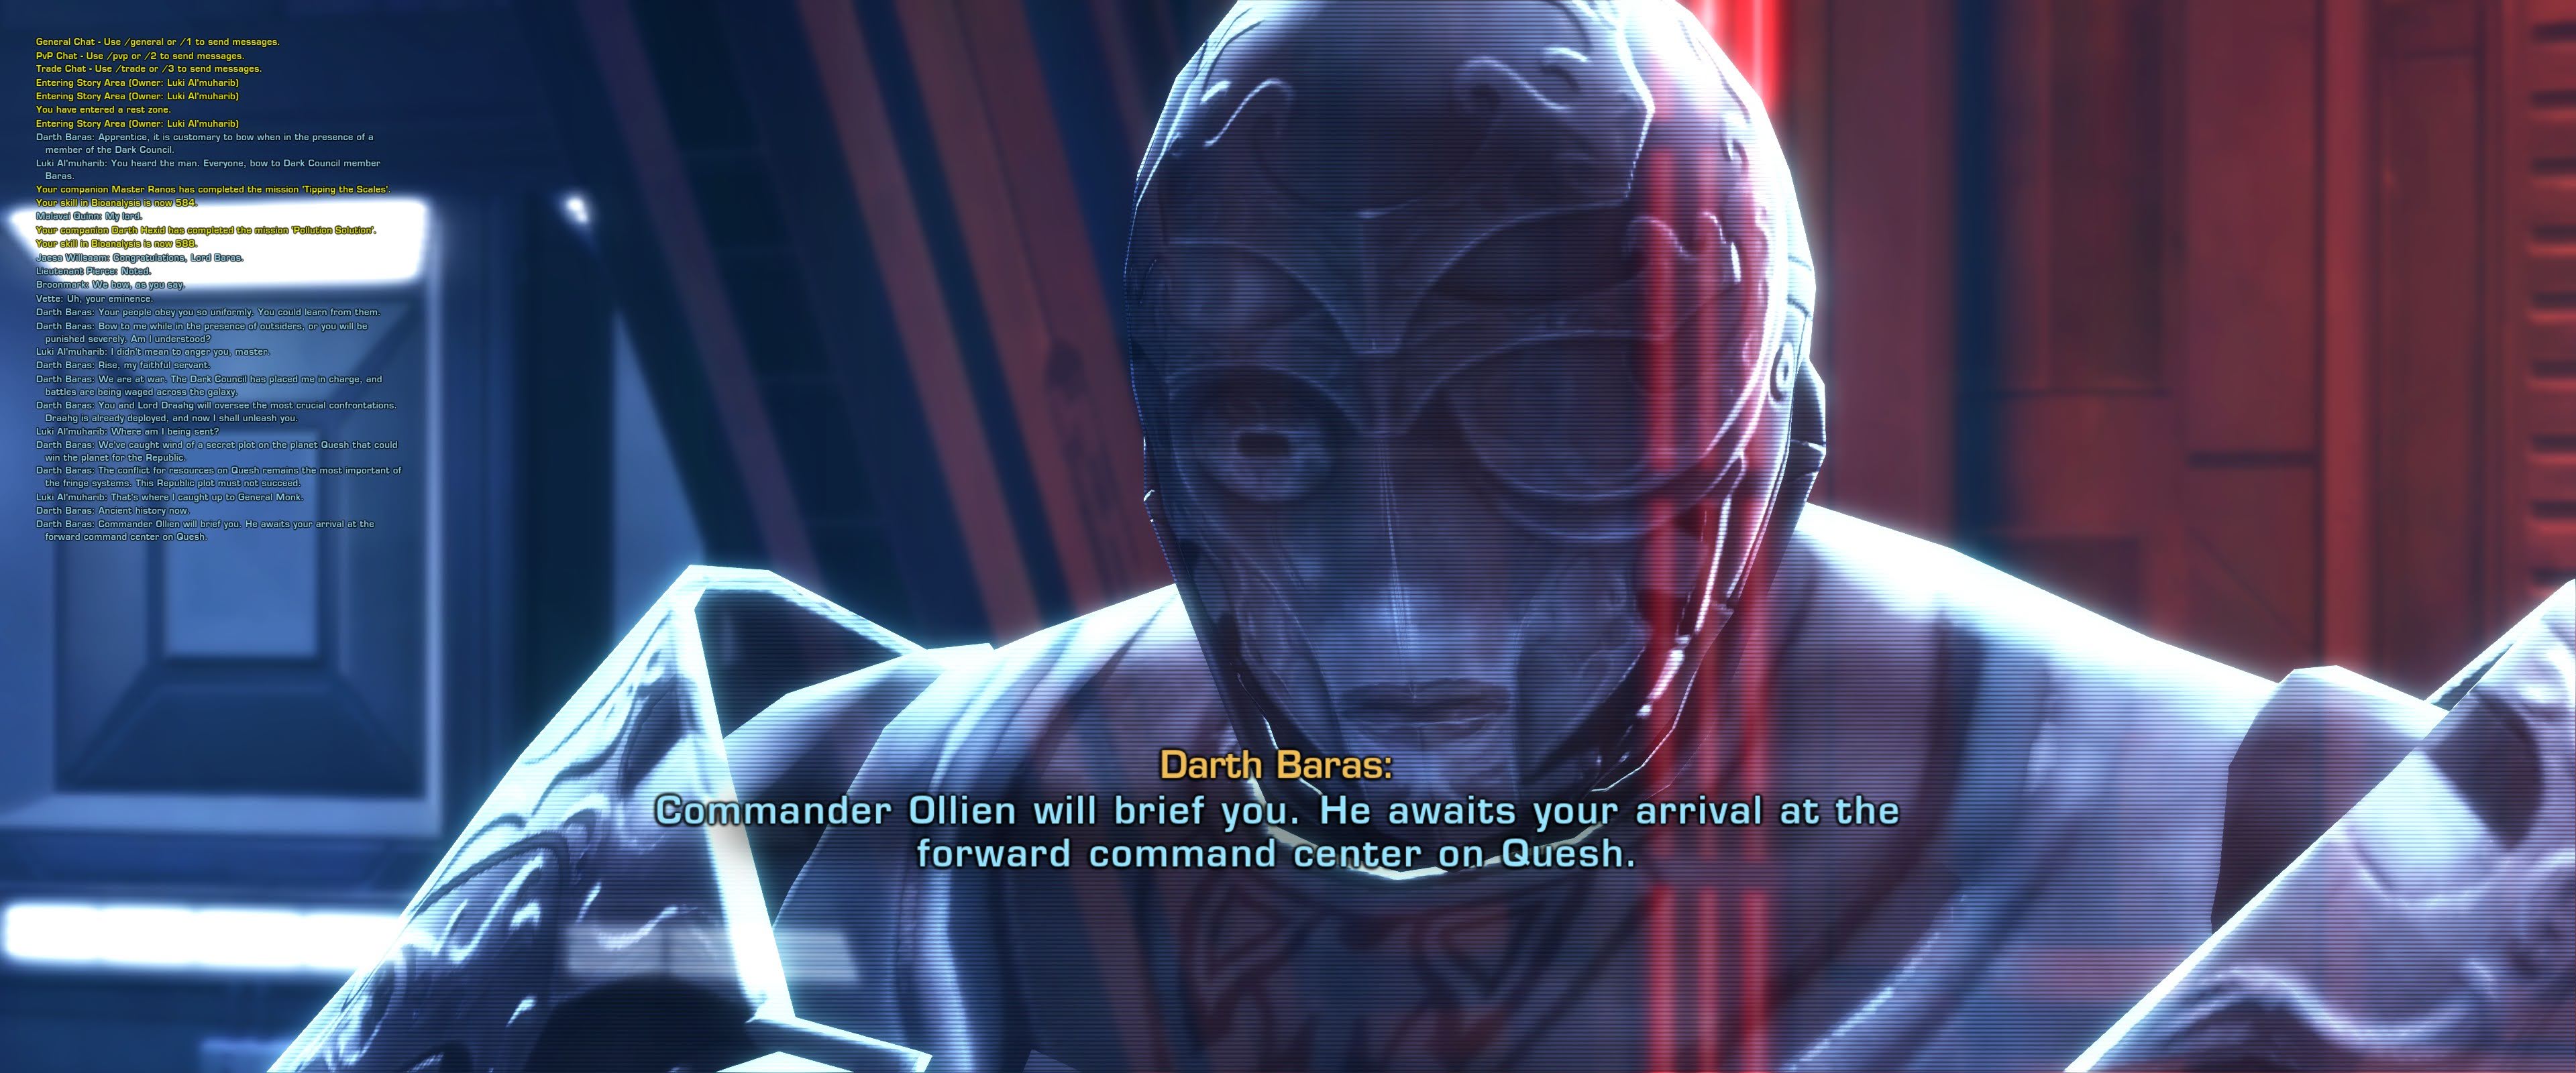 General Chat - Use /general or /1 to send messages.
PvP Chat - Use /pvp or /2 to send messages.
Trade Chat - Use /trade or /3 to send messages.
Entering Story Area (Owner: Luki Al'muharib)
Entering Story Area (Owner: Luki Al'muharib)
You have entered a rest zone.
Entering Story Area (Owner: Luki Al'muharib)
Darth Baras: Apprentice, it is customary to bow when in the presence of a
member of the Dark Council.
Luki Al'muharib: You heard the man. Everyone, bow to Dark Council member
Baras.
Your companion Master Ranos has completed the mission 'Tipping the Scales'.
Your skill in Bioanalysis is now 584.
Malavai Quinn: My lord.
Your companion Darth Hexid has completed the mission 'Pollution Solution'.
Your skill in Bioanalysis is now 588.
Jaesa Willsaam: Congratulations, Lord Baras.
Lieutenant Pierce: Noted.
Broonmark: We bow, as you say.
Vette: Uh, your eminence.
Darth Baras: Your people obey you so uniformly. You could learn from them.
Darth Baras: Bow to me while in the presence of outsiders, or you will be
punished severely. Am I understood?
Luki Al'muharib: I didn't mean to anger you, master.
Darth Baras: Rise, my faithful servant.
Darth Baras: We are at war. The Dark Council has placed me in charge, and
battles are being waged across the galaxy.
Darth Baras: You and Lord Draahg will oversee the most crucial confrontations.
Draahg is already deployed, and now I shall unleash you.
Luki Al'muharib: Where am I being sent?
Darth Baras: We've caught wind of a secret plot on the planet Quesh that could
win the planet for the Republic.
Darth Baras: The conflict for resources on Quesh remains the most important of
the fringe systems. This Republic plot must not succeed.
Luki Al'muharib: That's where I caught up to General Monk.
Darth Baras: Ancient history now.
Darth Baras: Commander Ollien will brief you. He awaits your arrival at the
forward command center on Quesh.
Darth Baras:
Commander Ollien will brief you. He awaits your arrival at the
forward command center on Quesh.